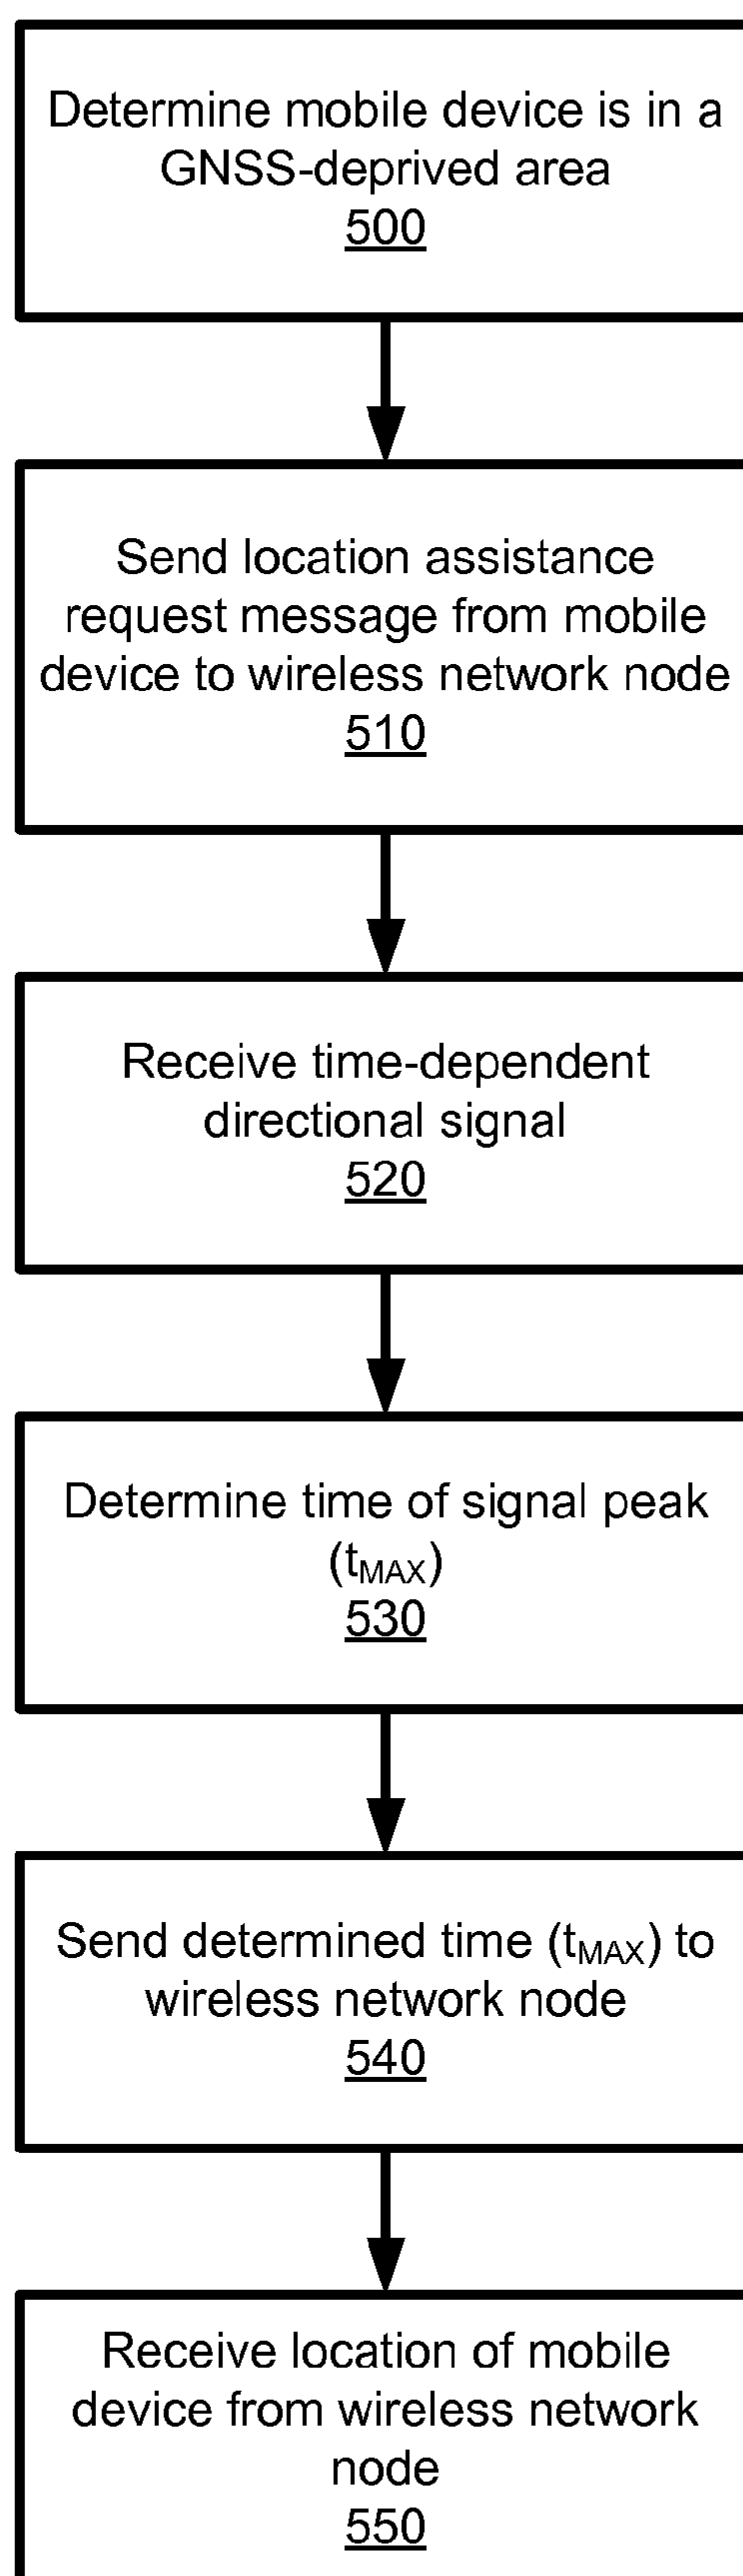 Determine mobile device is in a
GNSS-deprived area
500
Send location assistance
request message from mobile
device to wireless network node
510
Receive time-dependent
directional signal
520
Determine time of signal peak
(tMAX)
530
Send determined time (tMAX) to
wireless network node
540
Receive location of mobile
device from wireless network
node
550